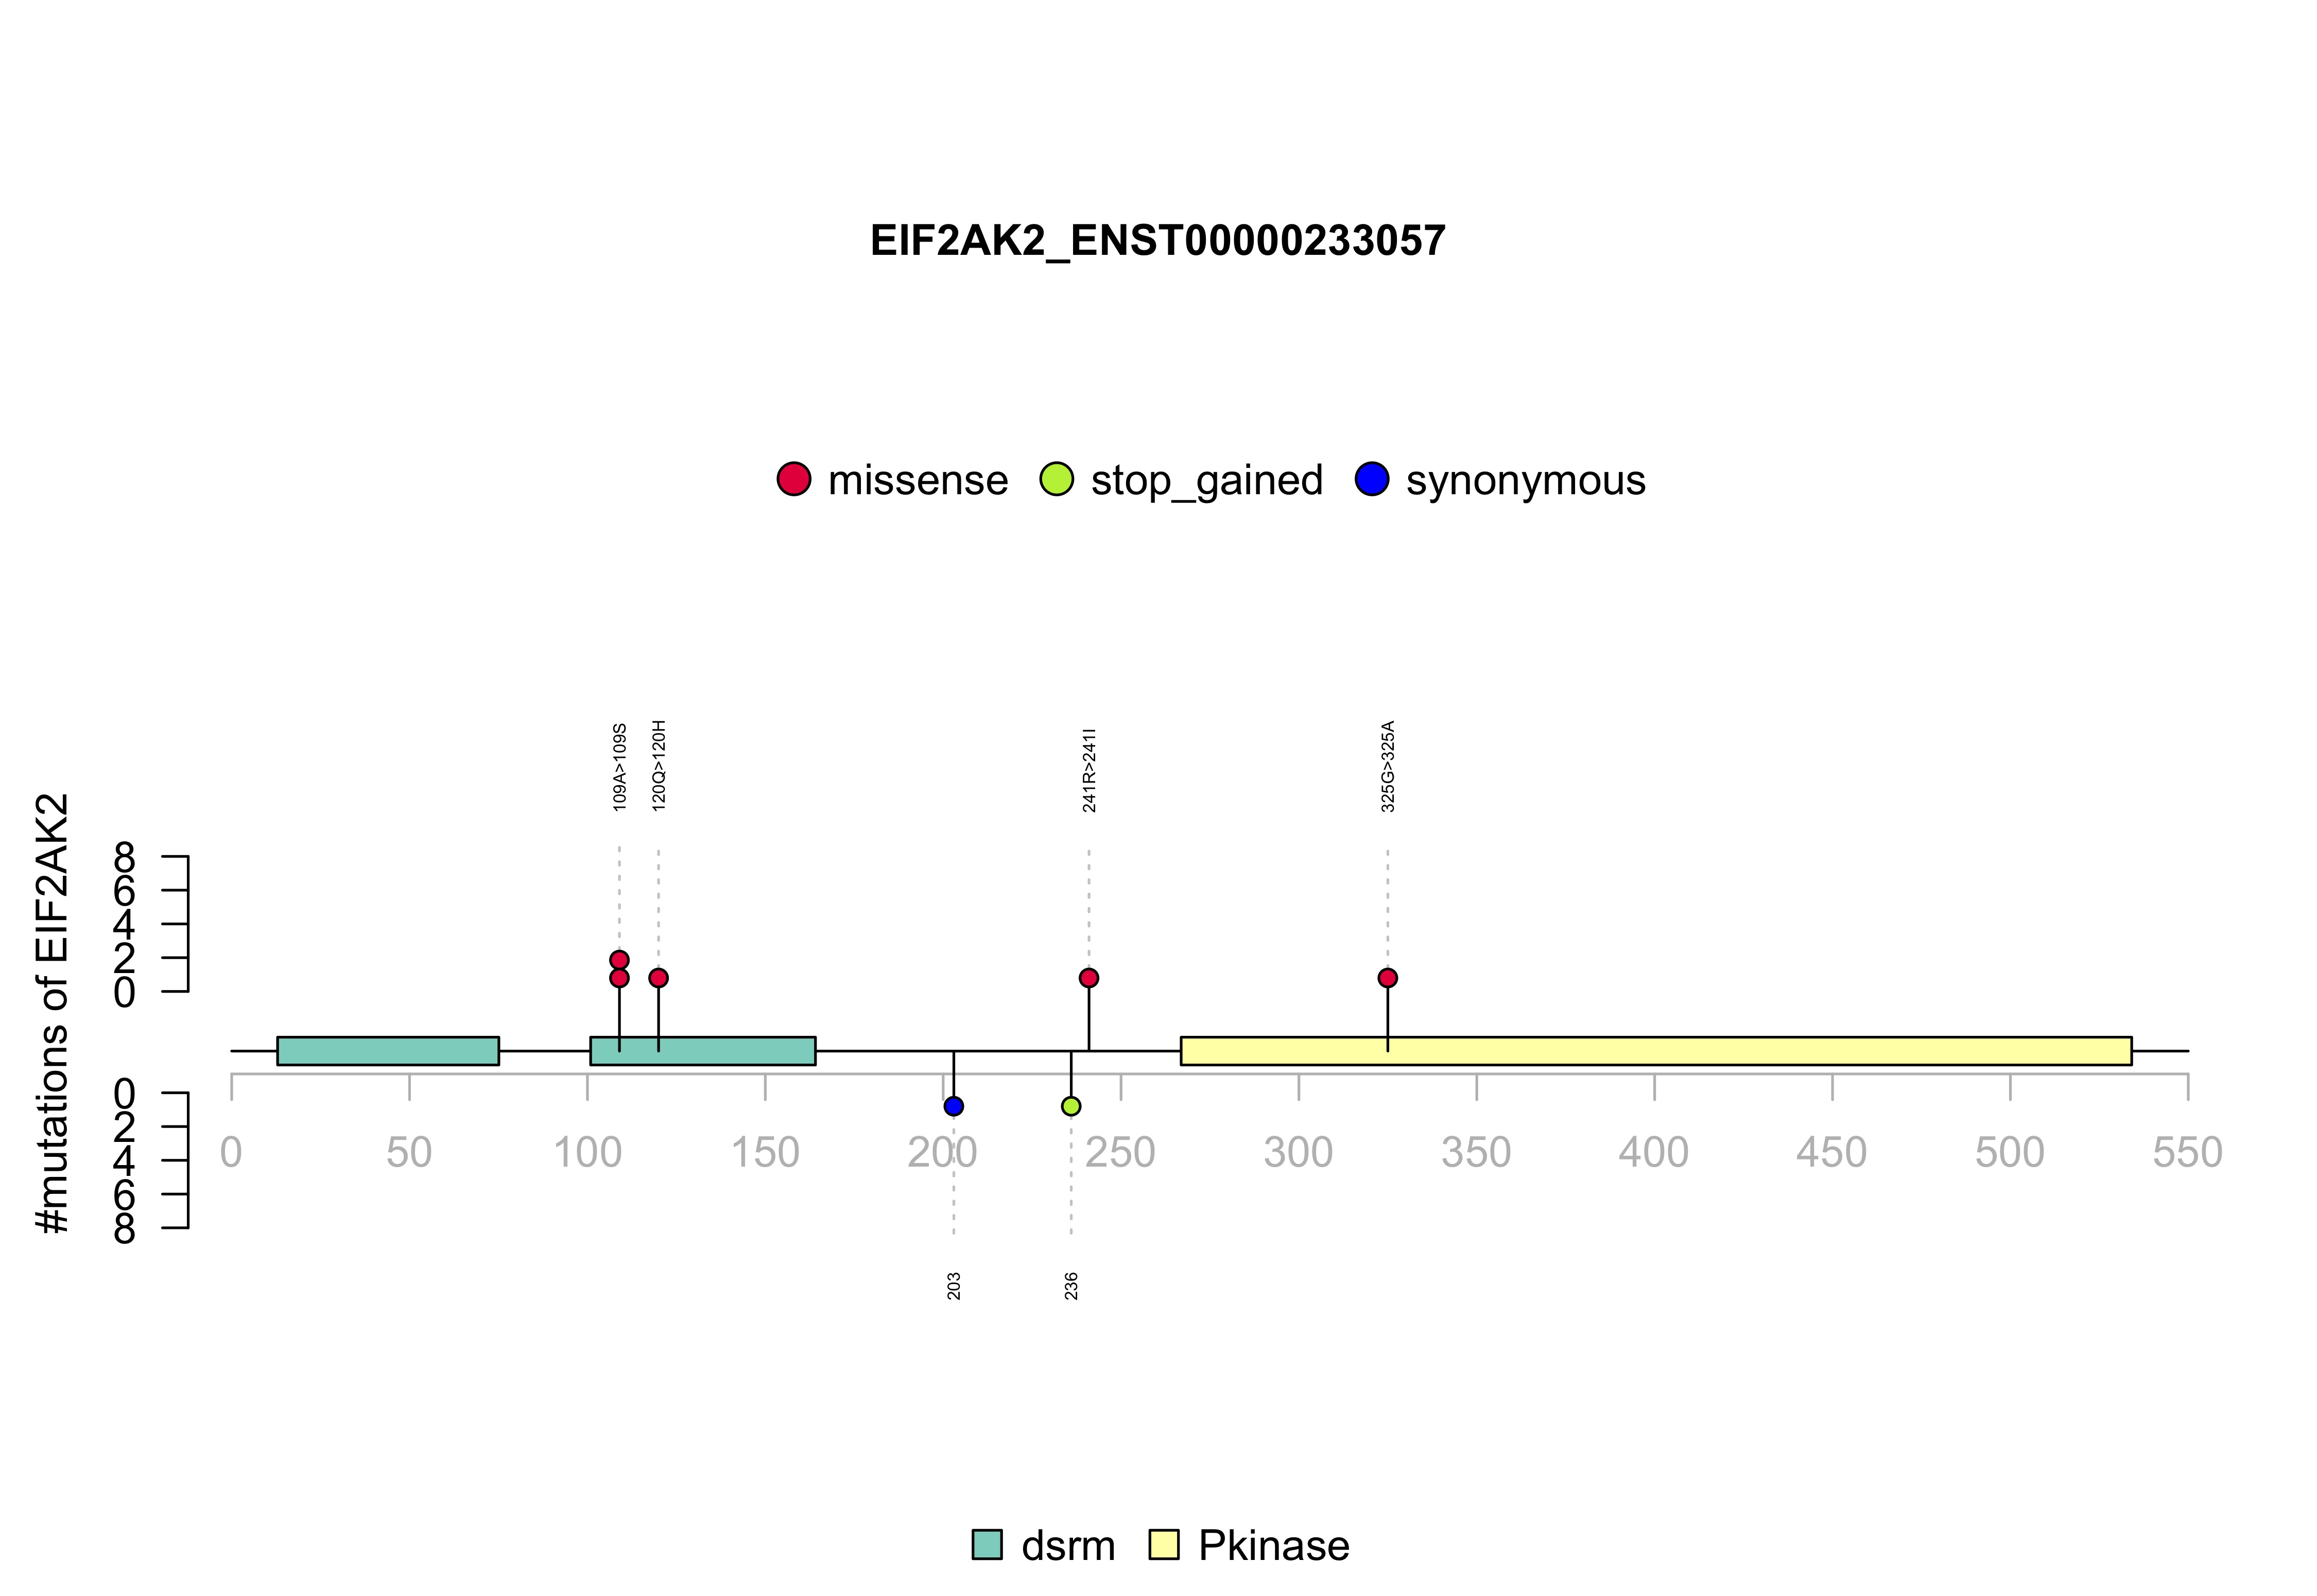 EIF2AK2_ENST00000233057
missense stop_gained synonymous
109A>109S 120Q>120H 241R>241I 325G>325A
#mutations of EIF2AK2
8
6
4
2
0
0
2
4
6
8
0 50 100 150 200 250 300 350 400 450 500 550
203 236
dsrm Pkinase